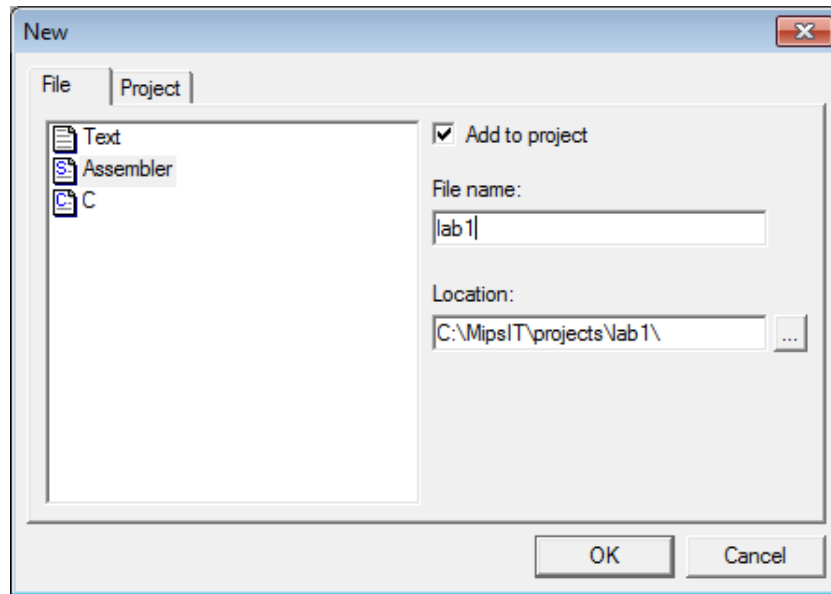 New
File
Project
Text
Assembler
C
Add to project
File name:
lab1
Location:
C:\MipsIT\projects\lab1\
...
OK
Cancel